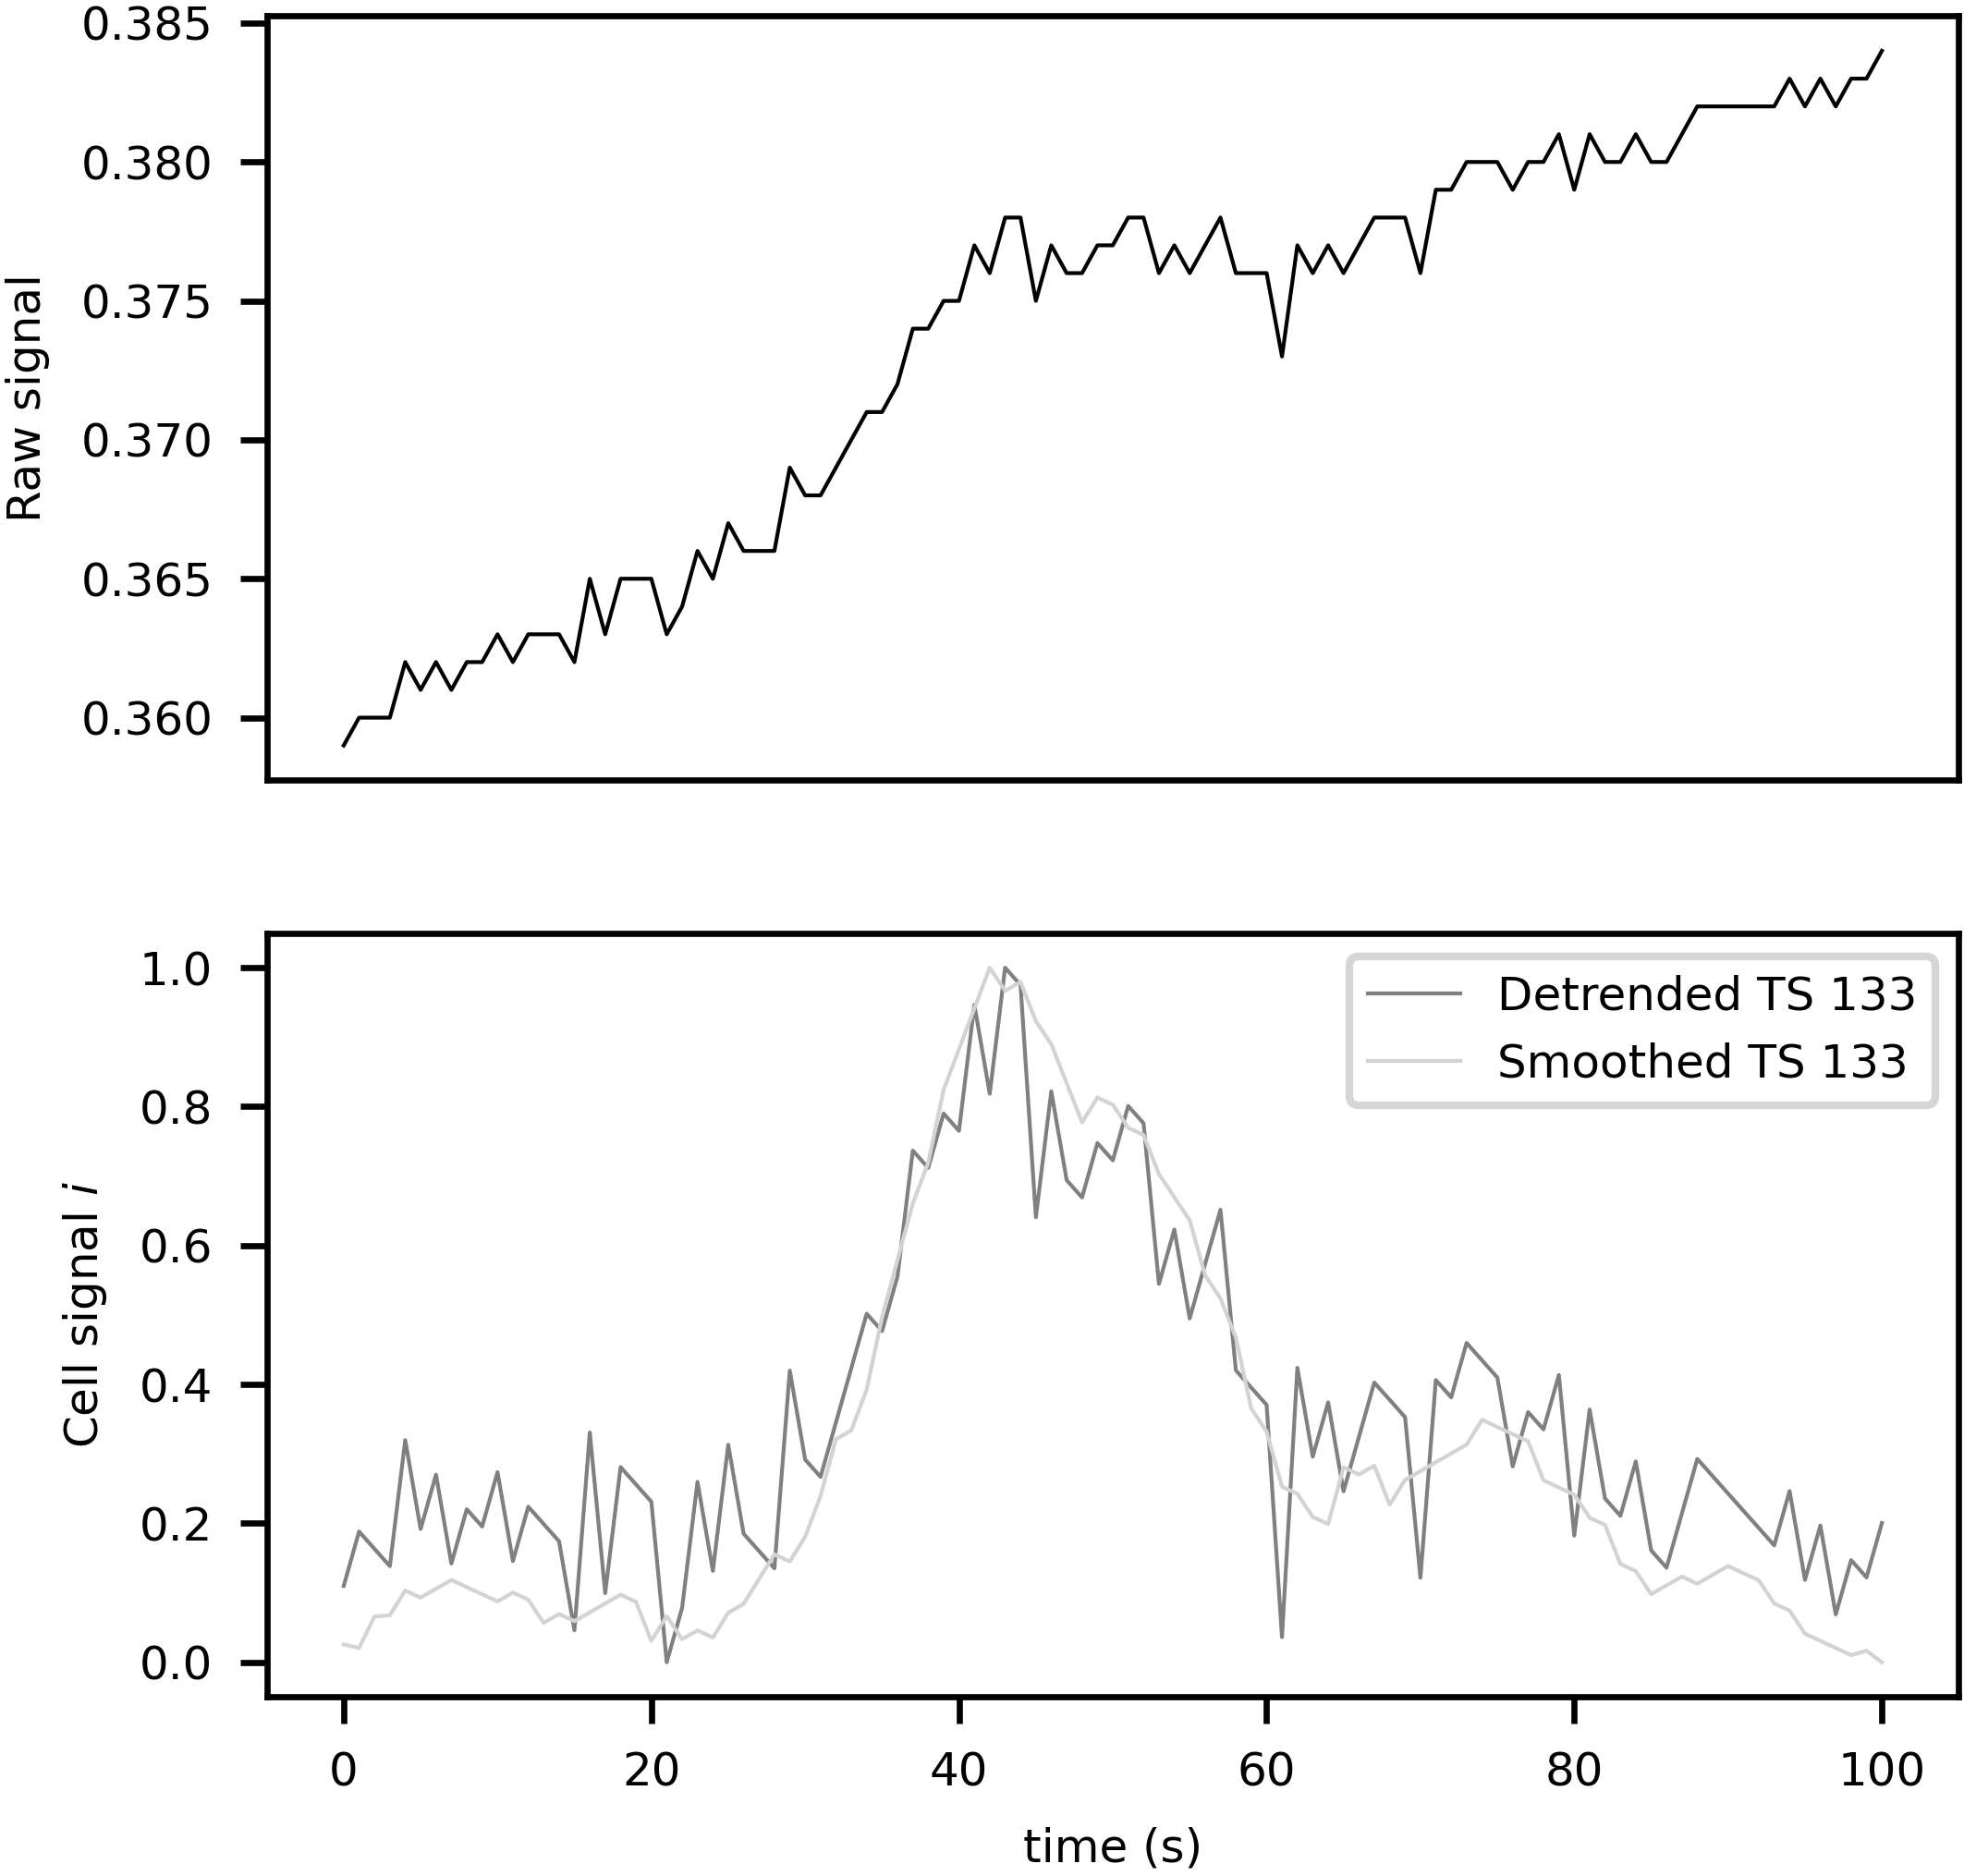 Raw signal
0.385
0.380
0.375
0.370
0.365
0.360
Cell signal i
1.0
0.8
0.6
0.4
0.2
0.0
Detrended TS 133
Smoothed TS 133
0 20 40 60 80 100
time (s)